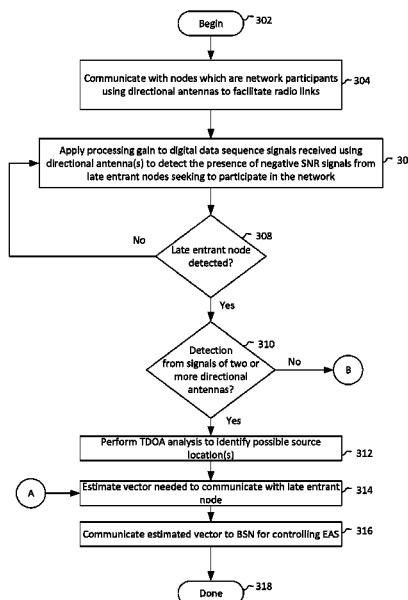 Begin
302
Communicate with nodes which are network participants
using directional antennas to facilitate radio links
304
Apply processing gain to digital data sequence signals received using
directional antenna(s) to detect the presence of negative SNR signals from
late entrant nodes seeking to participate in the network
30
No
308
Late entrant node
detected?
Yes
310
Detection
from signals of two or
more directional
antennas?
No
B
Yes
Perform TDOA analysis to identify possible source
location(s)
312
A
Estimate vector needed to communicate with late entrant
node
314
Communicate estimated vector to BSN for controlling EAS
316
Done
318